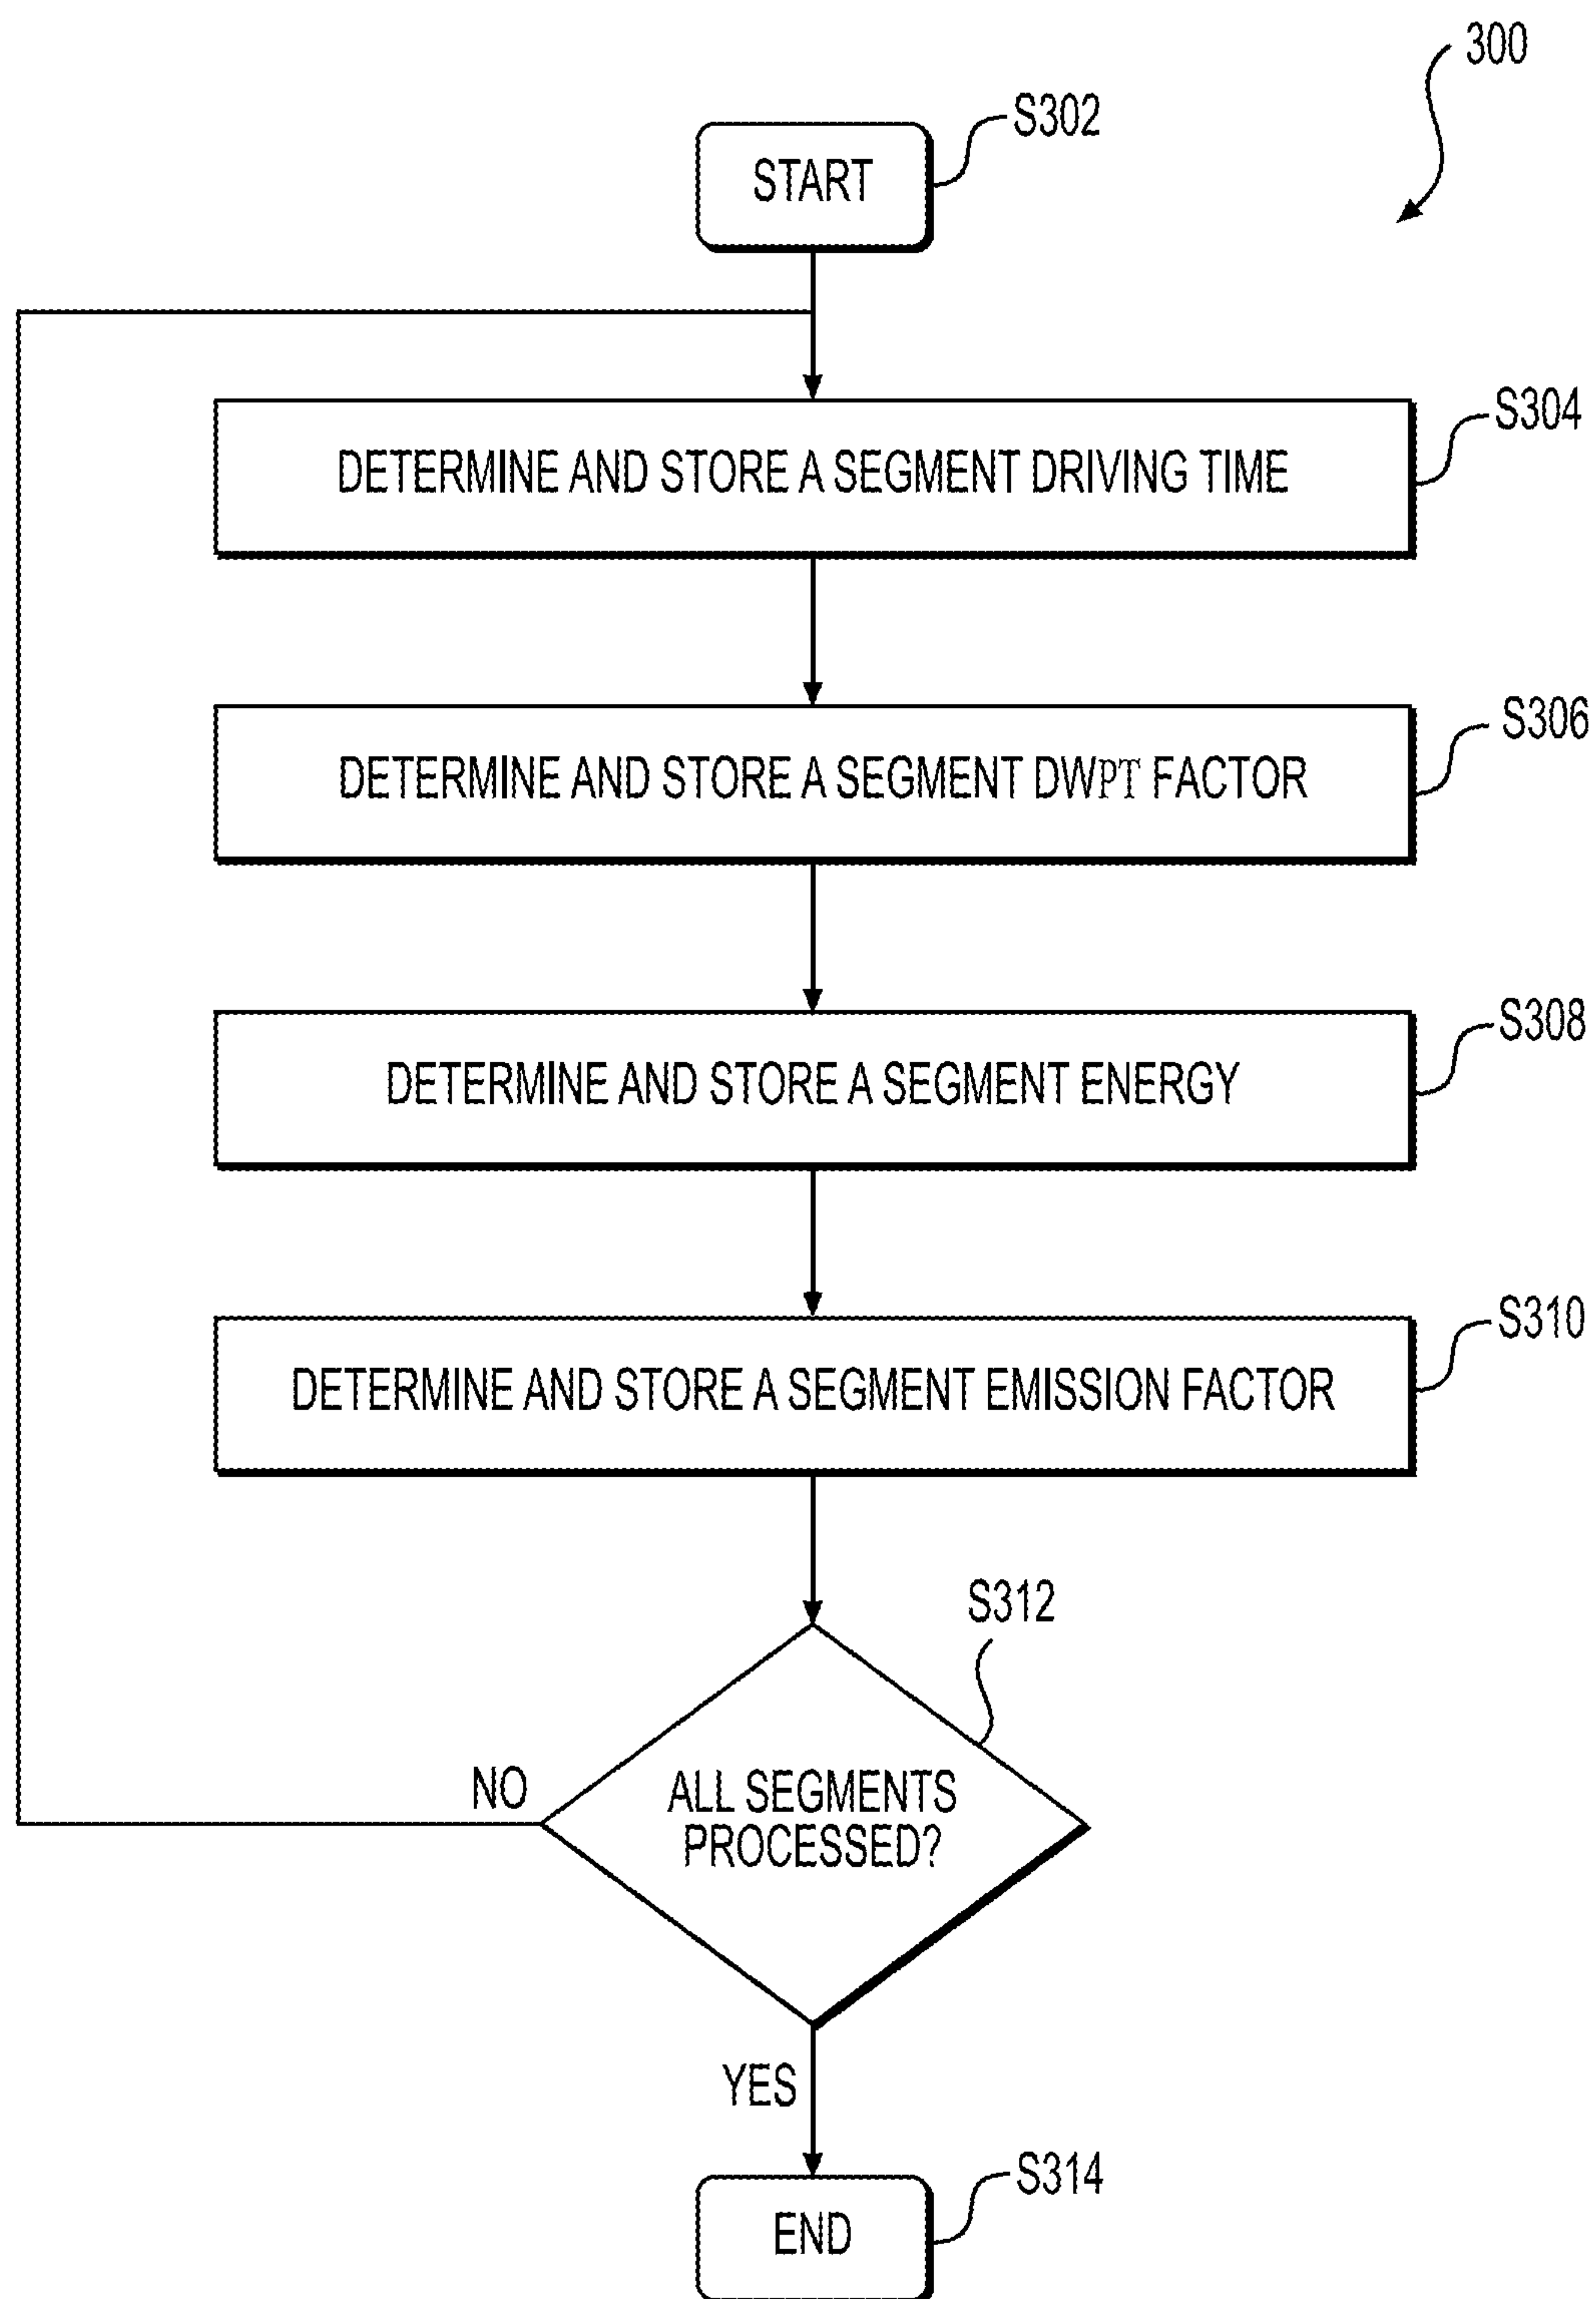 300
S302
START
S304
DETERMINE AND STORE A SEGMENT DRIVING TIME
S306
DETERMINE AND STORE A SEGMENT DWPT FACTOR
S308
DETERMINE AND STORE A SEGMENT ENERGY
S310
DETERMINE AND STORE A SEGMENT EMISSION FACTOR
S312
NO
ALL SEGMENTS
PROCESSED?
YES
S314
END